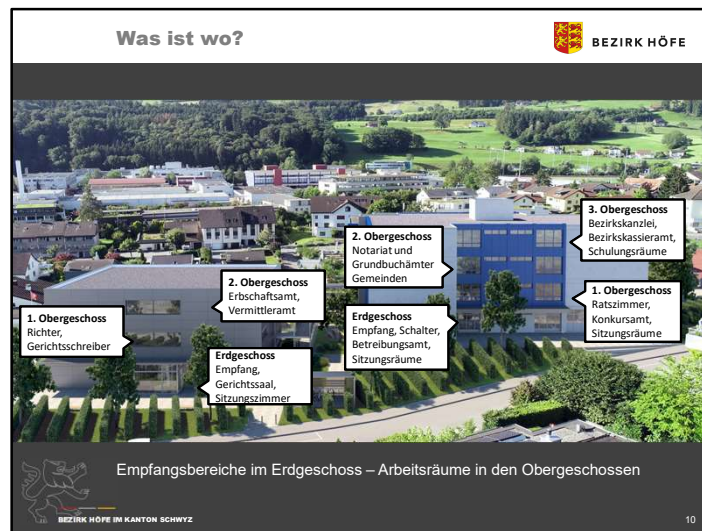 Was ist wo?
BEZIRK HÖFE
1. Obergeschoss
Richter,
Gerichtsschreiber
2. Obergeschoss
Erbschaftsamt,
Vermittleramt
Erdgeschoss
Empfang,
Gerichtssaal,
Sitzungszimmer
2. Obergeschoss
Notariat und
Grundbuchämter
Gemeinden
Erdgeschoss
Empfang, Schalter,
Betreibungsamt,
Sitzungsräume
3. Obergeschoss
Bezirkskanzlei,
Bezirkskassieramt,
Schulungsräume
1. Obergeschoss
Ratszimmer,
Konkursamt,
Sitzungsräume
Empfangsbereiche im Erdgeschoss – Arbeitsräume in den Obergeschossen
BEZIRK HÖFE IM KANTON SCHWYZ
10